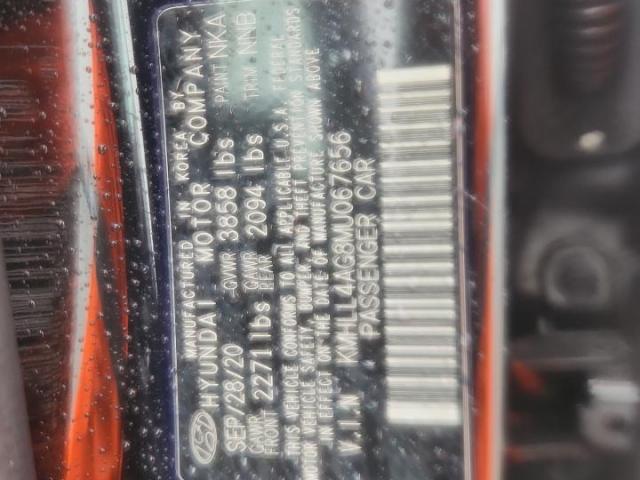 MANUFACTURED IN KOREA BY
HYUNDAI MOTOR COMPANY
SEP/28/20 GVWR 3858 lbs PAINT NKA
GAWR FRONT 2271lbs GAWR REAR 2094 lbs TRIM NNB
THIS VEHICLE CONFORMS TO ALL APPLICABLE U.S.A FEDERAL
MOTOR VEHICLE SAFETY, BUMPER, AND THEFT PREVENTION STANDARDS
IN EFFECT ON THE DATE OF MANUFACTURE SHOWN ABOVE
V.I.N KMHLL4AG8MU067656
PASSENGER CAR